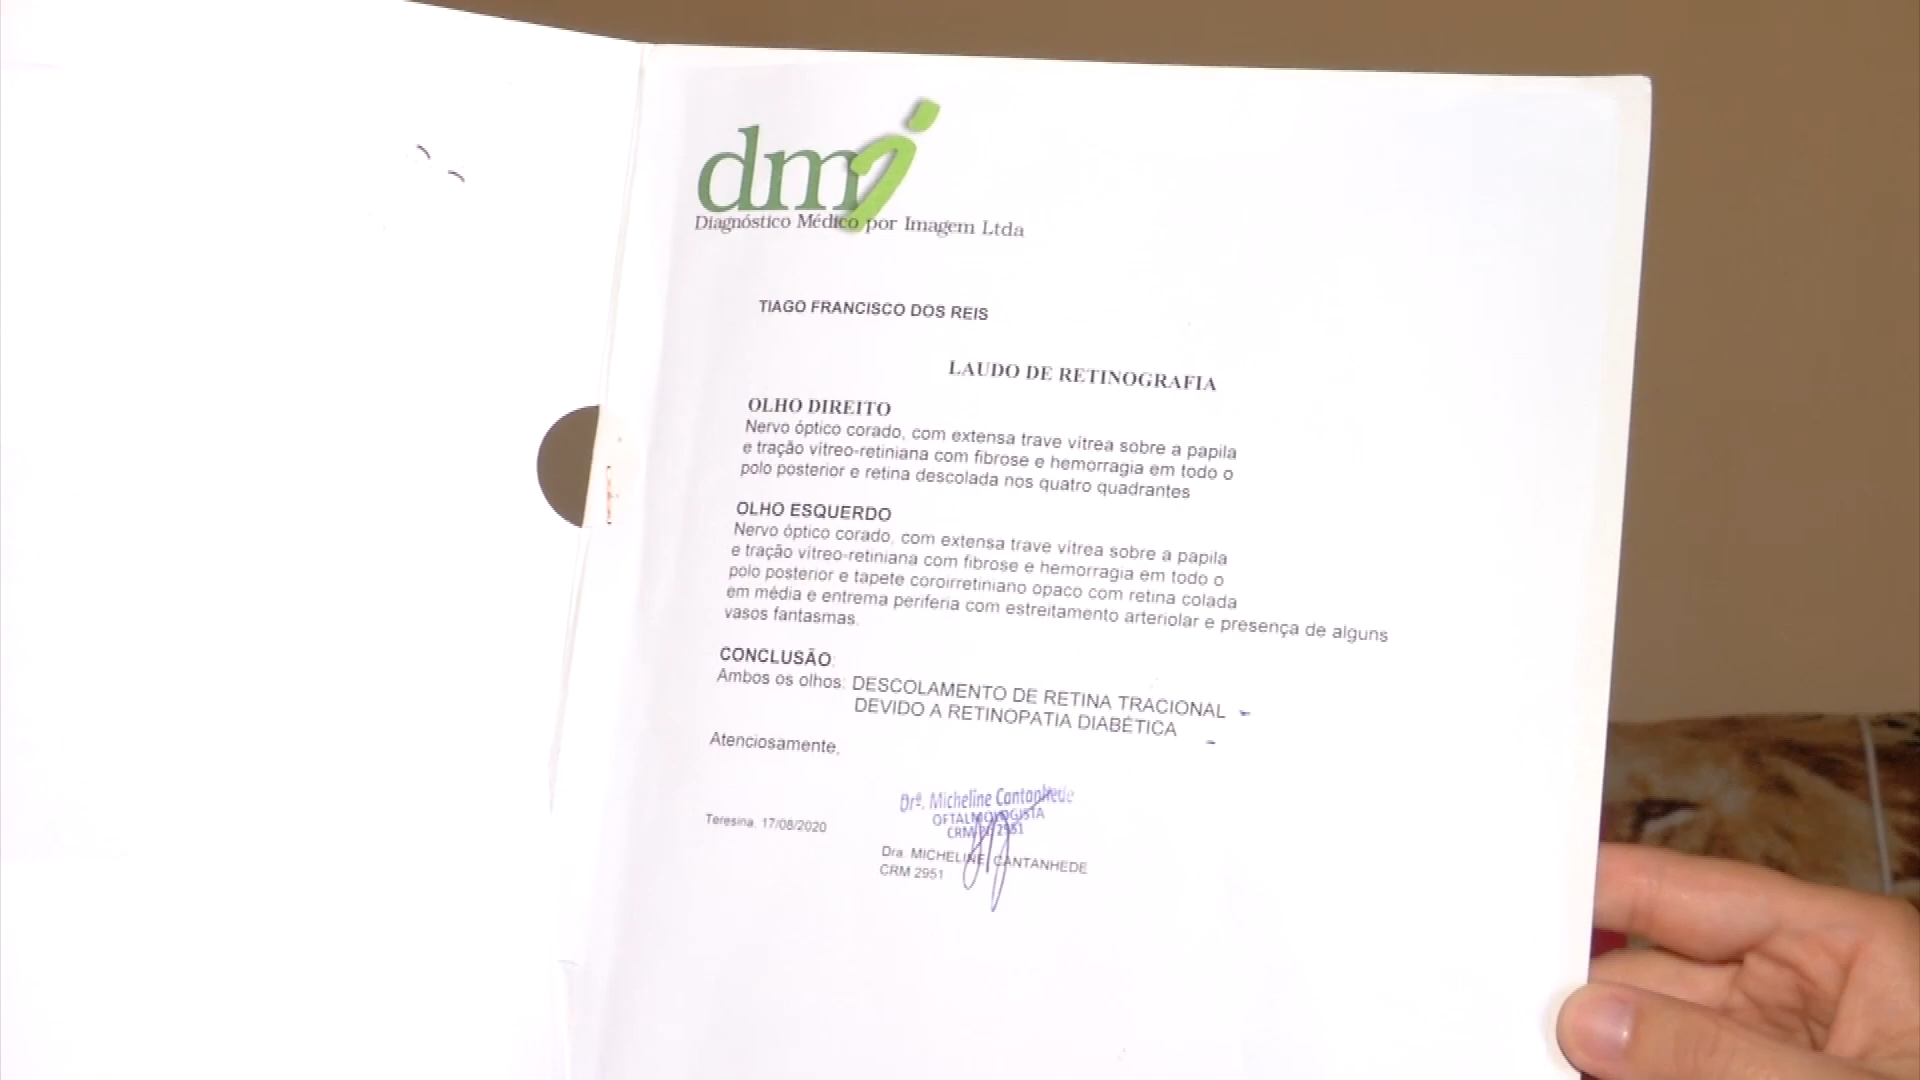 dmi
Diagnóstico Médico por Imagem Ltda
TIAGO FRANCISCO DOS REIS
LAUDO DE RETINOGRAFIA
OLHO DIREITO
Nervo óptico corado, com extensa trave vítrea sobre a papila
e tração vítreo-retiniana com fibrose e hemorragia em todo o
polo posterior e retina descolada nos quatro quadrantes
OLHO ESQUERDO
Nervo óptico corado, com extensa trave vítrea sobre a papila
e tração vítreo-retiniana com fibrose e hemorragia em todo o
polo posterior e tapete coroirretiniano opaco com retina colada
em média e entrema periferia com estreitamento arteriolar e presença de alguns
vasos fantasmas.
CONCLUSÃO:
Ambos os olhos: DESCOLAMENTO DE RETINA TRACIONAL
DEVIDO A RETINOPATIA DIABÉTICA
Atenciosamente,
Drª. Micheline Cantanhede
OFTALMOLOGISTA
CRM-PI 2951
Teresina, 17/08/2020
Dra. MICHELINE CANTANHEDE
CRM 2951